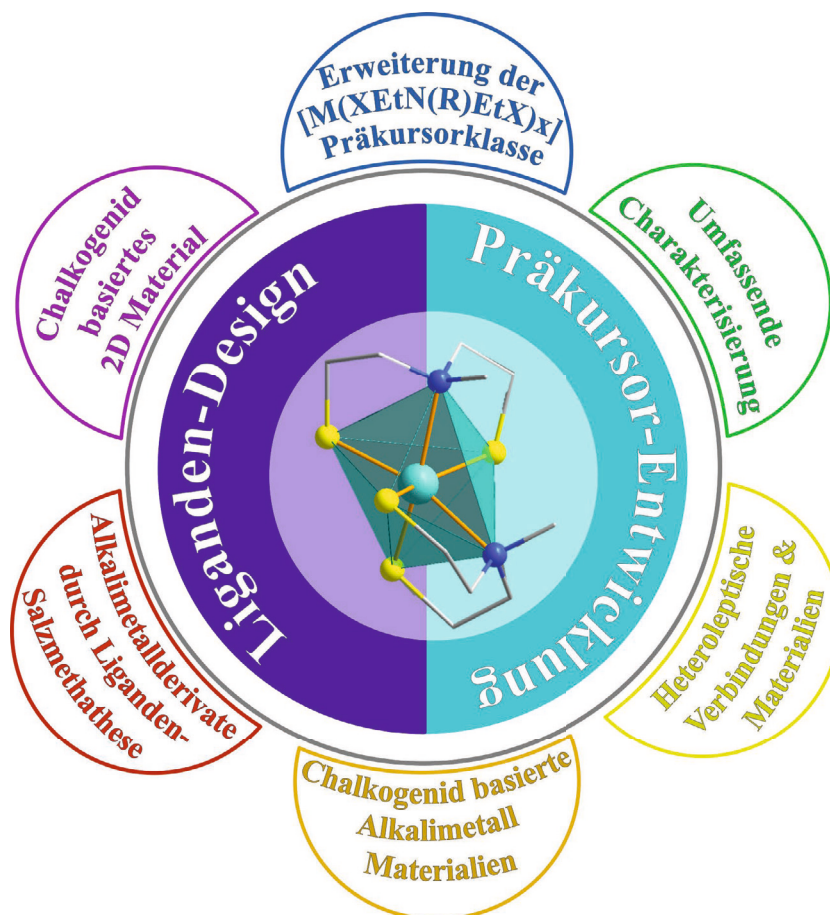 Erweiterung der
[M(XEtN(R)EtX)x]
Präkursorklasse
Umfassende
Charakterisierung
Heteroleptische
Verbindungen &
Materialien
Chalkogenid basierte
Alkalimetall
Materialien
Alkalimetallderivate
durch Liganden-
Salzmethathese
Chalkogenid
basiertes
2D Material
Liganden-Design
Präkursor-Entwicklung